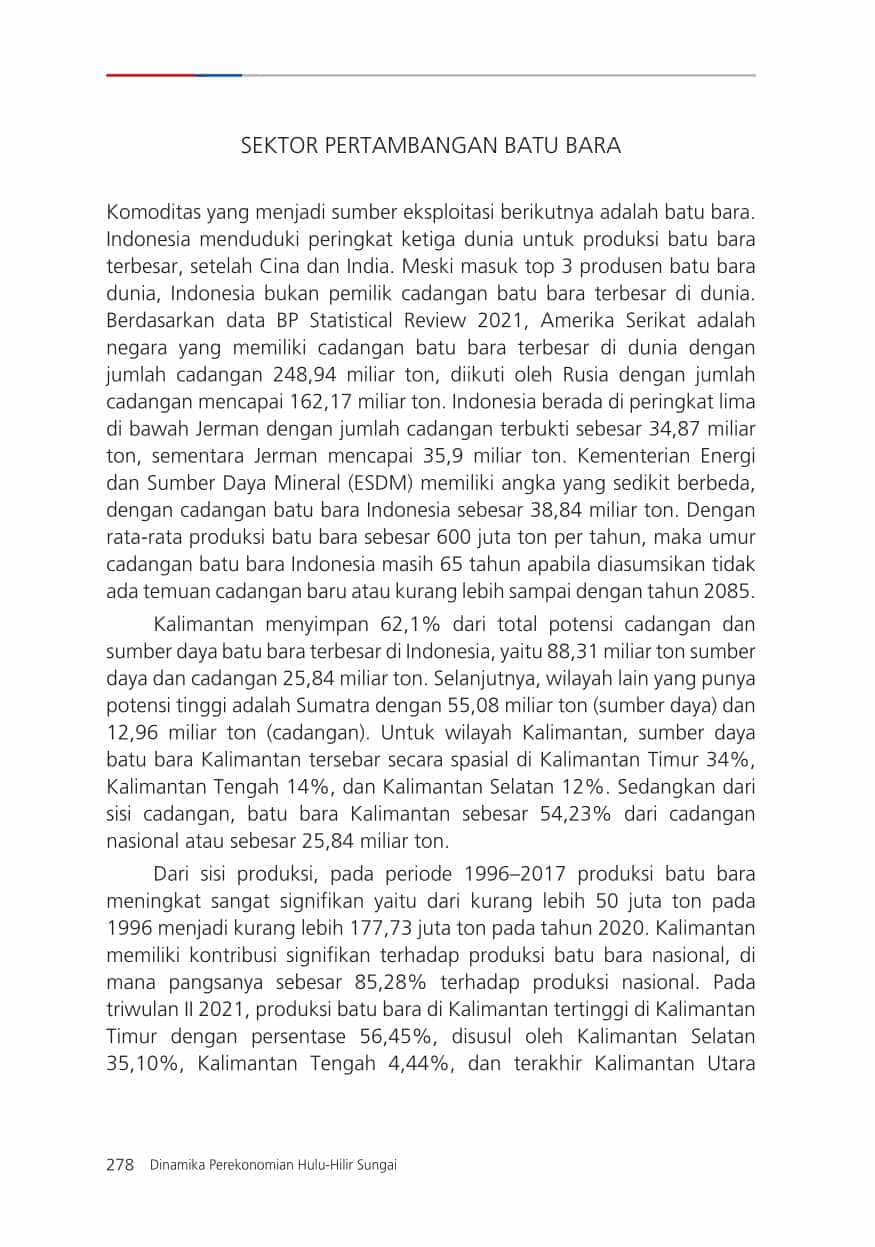 SEKTOR PERTAMBANGAN BATU BARA
Komoditas yang menjadi sumber eksploitasi berikutnya adalah batu bara.
Indonesia menduduki peringkat ketiga dunia untuk produksi batu bara
terbesar, setelah Cina dan India. Meski masuk top 3 produsen batu bara
dunia, Indonesia bukan pemilik cadangan batu bara terbesar di dunia.
Berdasarkan data BP Statistical Review 2021, Amerika Serikat adalah
negara yang memiliki cadangan batu bara terbesar di dunia dengan
jumlah cadangan 248,94 miliar ton, diikuti oleh Rusia dengan jumlah
cadangan mencapai 162,17 miliar ton. Indonesia berada di peringkat lima
di bawah Jerman dengan jumlah cadangan terbukti sebesar 34,87 miliar
ton, sementara Jerman mencapai 35,9 miliar ton. Kementerian Energi
dan Sumber Daya Mineral (ESDM) memiliki angka yang sedikit berbeda,
dengan cadangan batu bara Indonesia sebesar 38,84 miliar ton. Dengan
rata-rata produksi batu bara sebesar 600 juta ton per tahun, maka umur
cadangan batu bara Indonesia masih 65 tahun apabila diasumsikan tidak
ada temuan cadangan baru atau kurang lebih sampai dengan tahun 2085.
Kalimantan menyimpan 62,1% dari total potensi cadangan dan
sumber daya batu bara terbesar di Indonesia, yaitu 88,31 miliar ton sumber
daya dan cadangan 25,84 miliar ton. Selanjutnya, wilayah lain yang punya
potensi tinggi adalah Sumatra dengan 55,08 miliar ton (sumber daya) dan
12,96 miliar ton (cadangan). Untuk wilayah Kalimantan, sumber daya
batu bara Kalimantan tersebar secara spasial di Kalimantan Timur 34%,
Kalimantan Tengah 14%, dan Kalimantan Selatan 12%. Sedangkan dari
sisi cadangan, batu bara Kalimantan sebesar 54,23% dari cadangan
nasional atau sebesar 25,84 miliar ton.
Dari sisi produksi, pada periode 1996–2017 produksi batu bara
meningkat sangat signifikan yaitu dari kurang lebih 50 juta ton pada
1996 menjadi kurang lebih 177,73 juta ton pada tahun 2020. Kalimantan
memiliki kontribusi signifikan terhadap produksi batu bara nasional, di
mana pangsanya sebesar 85,28% terhadap produksi nasional. Pada
triwulan II 2021, produksi batu bara di Kalimantan tertinggi di Kalimantan
Timur dengan persentase 56,45%, disusul oleh Kalimantan Selatan
35,10%, Kalimantan Tengah 4,44%, dan terakhir Kalimantan Utara
278 Dinamika Perekonomian Hulu-Hilir Sungai